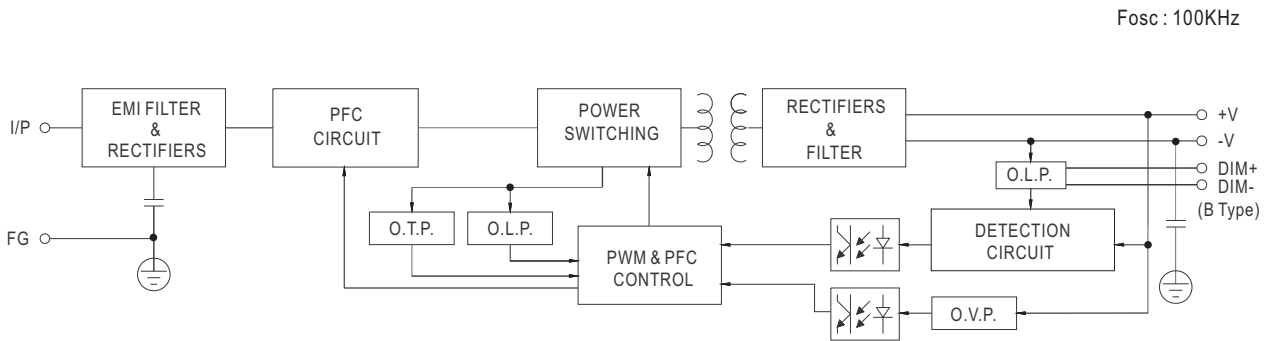 Fosc : 100KHz
I/P
EMI FILTER
&
RECTIFIERS
PFC
CIRCUIT
POWER
SWITCHING
RECTIFIERS
&
FILTER
+V
-V
DIM+
DIM-
(B Type)
O.L.P.
FG
O.T.P.
O.L.P.
PWM & PFC
CONTROL
DETECTION
CIRCUIT
O.V.P.